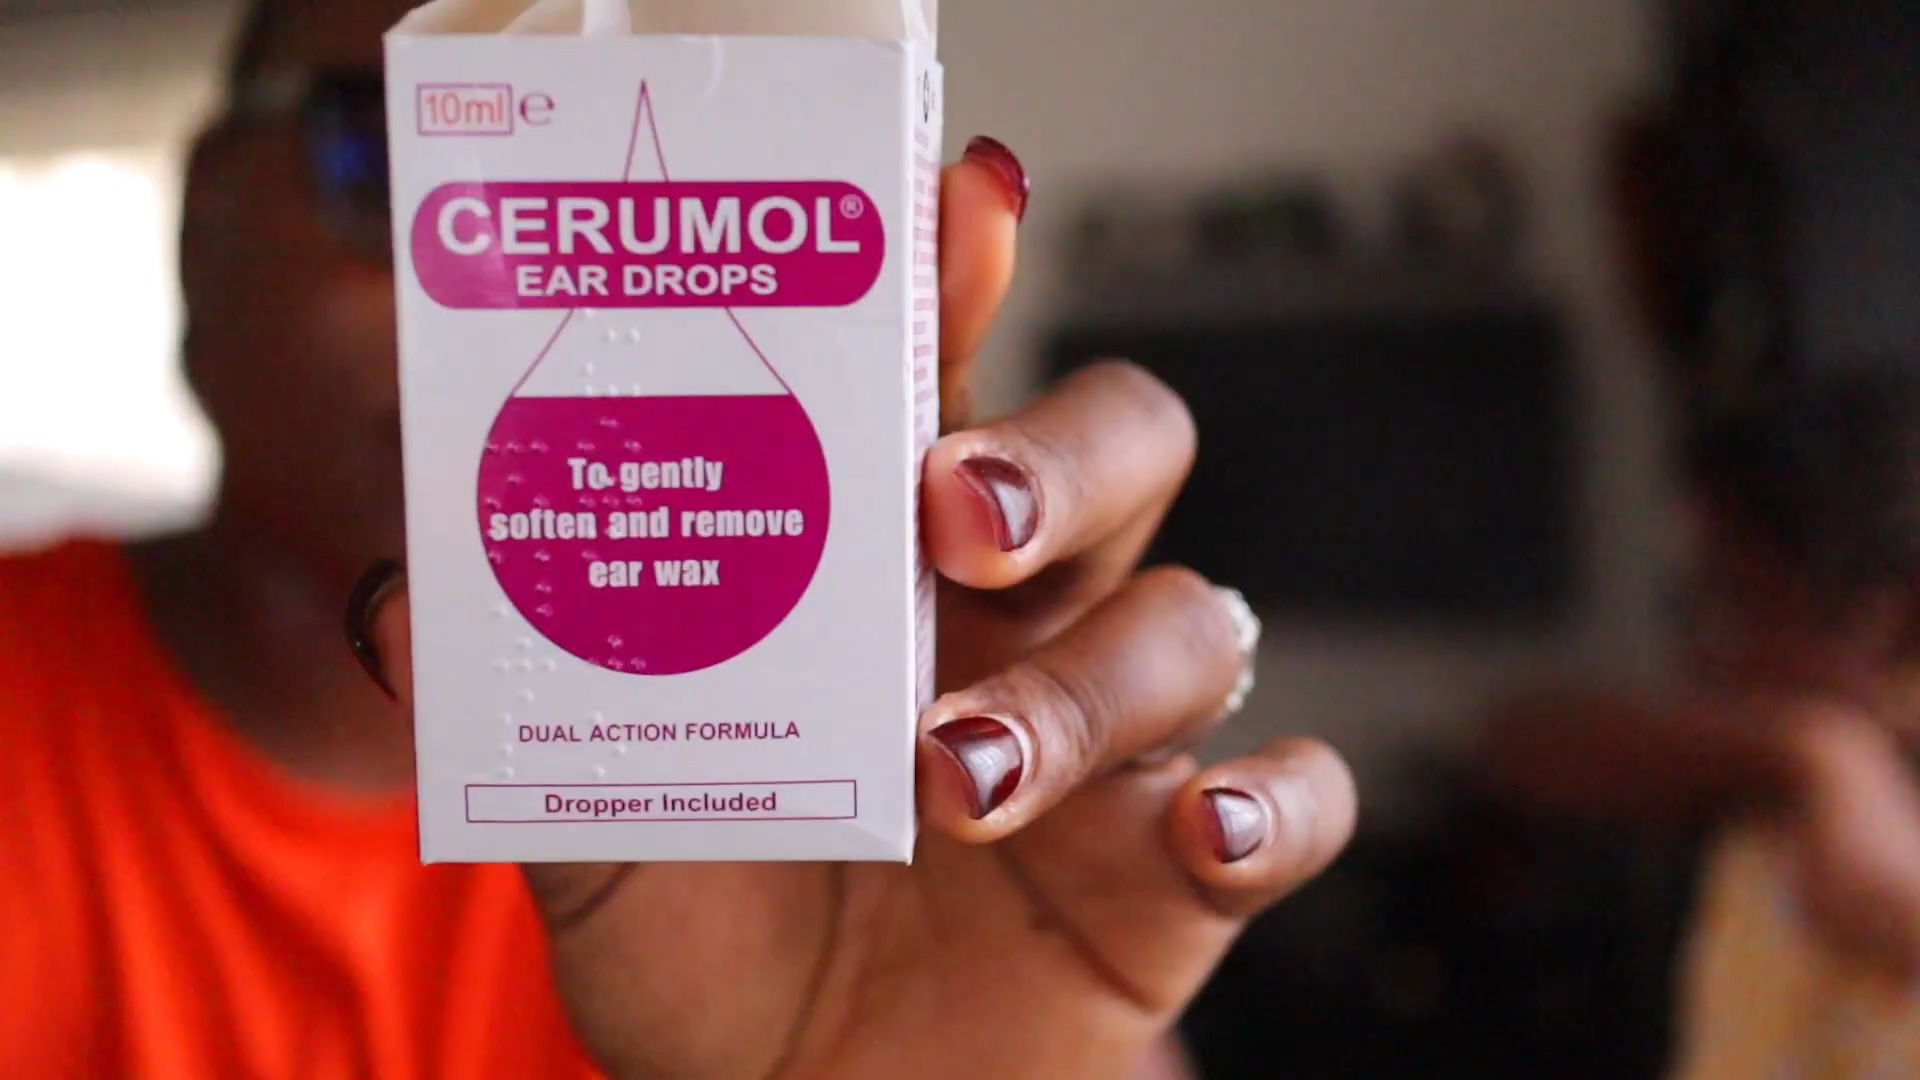 10ml ℮
CERUMOL®
EAR DROPS
To gently
soften and remove
ear wax
DUAL ACTION FORMULA
Dropper Included